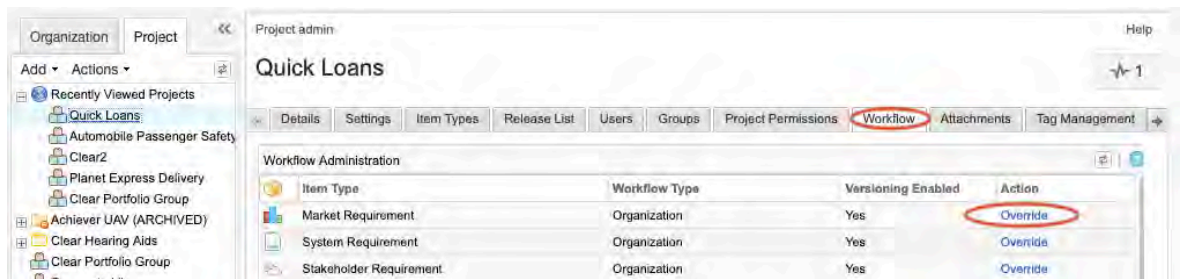 Organization Project
Add Actions
Recently Viewed Projects
Quick Loans
Automobile Passenger Safety
Clear2
Planet Express Delivery
Clear Portfolio Group
Achiever UAV (ARCHIVED)
Clear Hearing Aids
Clear Portfolio Group
Project admin Help
Quick Loans
1
Details Settings Item Types Release List Users Groups Project Permissions Workflow Attachments Tag Management
Workflow Administration
Item Type Workflow Type Versioning Enabled Action
Market Requirement Organization Yes Override
System Requirement Organization Yes Override
Stakeholder Requirement Organization Yes Override